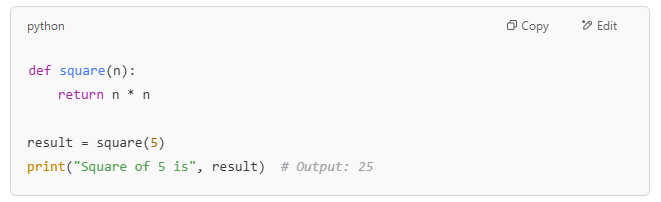 python Copy Edit
def square(n):
    return n * n
result = square(5)
print("Square of 5 is", result)  # Output: 25